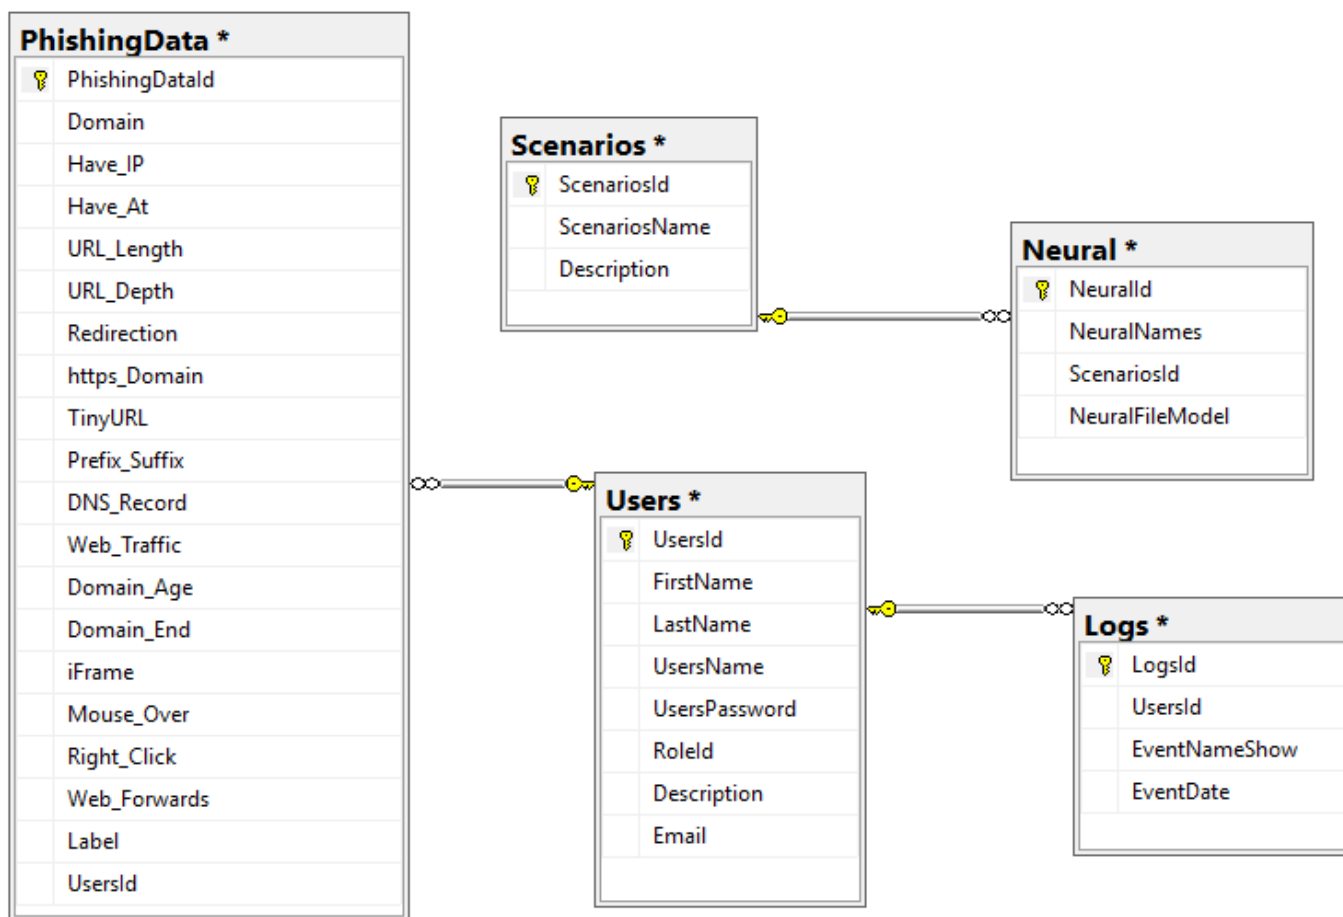 PhishingData *
PhishingDataId
Domain
Have_IP
Have_At
URL_Length
URL_Depth
Redirection
https_Domain
TinyURL
Prefix_Suffix
DNS_Record
Web_Traffic
Domain_Age
Domain_End
iFrame
Mouse_Over
Right_Click
Web_Forwards
Label
UsersId
Scenarios *
ScenariosId
ScenariosName
Description
Neural *
NeuralId
NeuralNames
ScenariosId
NeuralFileModel
Users *
UsersId
FirstName
LastName
UsersName
UsersPassword
RoleId
Description
Email
Logs *
LogsId
UsersId
EventNameShow
EventDate